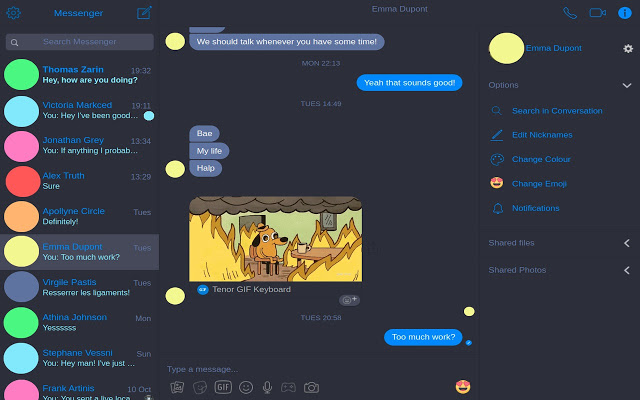 Messenger
Search Messenger
Thomas Zarin 19:32
Hey, how are you doing?
Victoria Markced 19:11
You: Hey I've been good…
Jonathan Grey 13:34
You: If anything I probab…
Alex Truth 13:29
Sure
Apollyne Circle Tues
Definitely!
Emma Dupont Tues
You: Too much work?
Virgile Pastis Tues
Resserrer les ligaments!
Athina Johnson Mon
Yessssss
Stephane Vessni Sun
You: Hey man! I've just …
Frank Artinis 10 Oct
You: You sent a live loca…
Emma Dupont
We should talk whenever you have some time!
MON 22:13
Yeah that sounds good!
TUES 14:49
Bae
My life
Halp
GIF Tenor GIF Keyboard
TUES 20:58
Too much work?
Type a message...
GIF
Emma Dupont
Options
Search in Conversation
Edit Nicknames
Change Colour
Change Emoji
Notifications
Shared files
Shared Photos